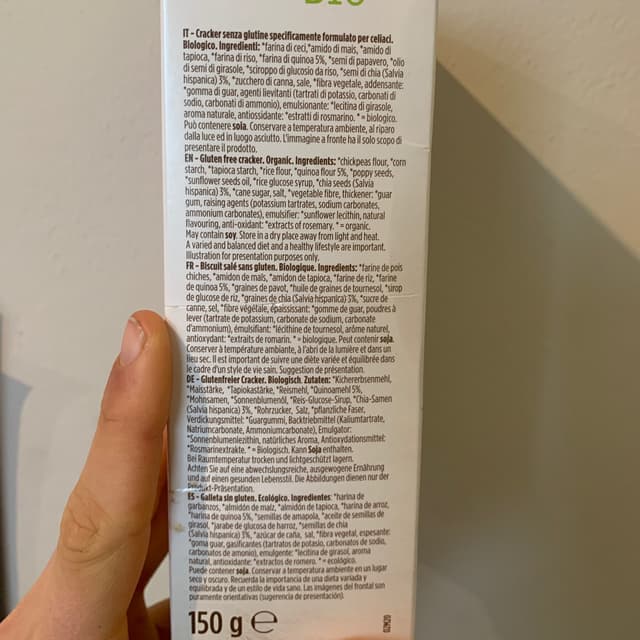 BIO
IT - Cracker senza glutine specificamente formulato per celiaci.
Biologico. Ingredienti: *farina di ceci,*amido di mais, *amido di
tapioca, *farina di riso, *farina di quinoa 5%, *semi di papavero, *olio
di semi di girasole, *sciroppo di glucosio da riso, *semi di chia (Salvia
hispanica) 3%, *zucchero di canna, sale, *fibra vegetale, addensante:
*gomma di guar, agenti lievitanti (tartrati di potassio, carbonati di
sodio, carbonati di ammonio), emulsionante: *lecitina di girasole,
aroma naturale, antiossidante: *estratti di rosmarino. * = biologico.
Può contenere soia. Conservare a temperatura ambiente, al riparo
dalla luce ed in luogo asciutto. L'immagine a fronte ha il solo scopo di
presentare il prodotto.
EN - Gluten free cracker. Organic. Ingredients: *chickpeas flour, *corn
starch, *tapioca starch, *rice flour, *quinoa flour 5%, *poppy seeds,
*sunflower seeds oil, *rice glucose syrup, *chia seeds (Salvia
hispanica) 3%, *cane sugar, salt, *vegetable fibre, thickener: *guar
gum, raising agents (potassium tartrates, sodium carbonates,
ammonium carbonates), emulsifier: *sunflower lecithin, natural
flavouring, anti-oxidant: *extracts of rosemary. * = organic.
May contain soy. Store in a dry place away from light and heat.
A varied and balanced diet and a healthy lifestyle are important.
Illustration for presentation purposes only.
FR - Biscuit salé sans gluten. Biologique. Ingredients: *farine de pois
chiches, *amidon de maïs, *amidon de tapioca, *farine de riz, *farine
de quinoa 5%, *graines de pavot, *huile de graines de tournesol, *sirop
de glucose de riz, *graines de chia (Salvia hispanica) 3%, *sucre de
canne, sel, *fibre végétale, épaississant: *gomme de guar, poudres à
lever (tartrate de potassium, carbonate de sodium, carbonate
d'ammonium), émulsifiant: *lécithine de tournesol, arôme naturel,
antioxydant: *extraits de romarin. * = biologique. Peut contenir soja.
Conserver à température ambiante, à l'abri de la lumière et dans un
lieu sec. Il est important de suivre une diète variée et équilibrée dans
le cadre d'un style de vie sain. Suggestion de présentation.
DE - Glutenfreier Cracker. Biologisch. Zutaten: *Kichererbsenmehl,
*Maisstärke, *Tapiokastärke, *Reismehl, *Quinoamehl 5%,
*Mohnsamen, *Sonnenblumenöl, *Reis-Glucose-Sirup, *Chia-Samen
(Salvia hispanica) 3%, *Rohrzucker, Salz, *pflanzliche Faser,
Verdickungsmittel: *Guargummi, Backtriebmittel (Kaliumtartrate,
Natriumcarbonate, Ammoniumcarbonate), Emulgator:
*Sonnenblumenlezithin, natürliches Aroma, Antioxydationsmittel:
*Rosmarinextrakte. * = Biologisch. Kann Soja enthalten.
Bei Raumtemperatur trocken und lichtgeschützt lagern.
Achten Sie auf eine abwechslungsreiche, ausgewogene Ernährung
und auf einen gesunden Lebensstil. Die Abbildungen dienen nur der
Produkt-Präsentation.
ES - Galleta sin gluten. Ecológico. Ingredientes: *harina de
garbanzos, *almidón de maíz, *almidón de tapioca, *harina de arroz,
*harina de quinoa 5%, *semillas de amapola, *aceite de semillas de
girasol, *jarabe de glucosa de harroz, *semillas de chia
(Salvia hispanica) 3%, *azúcar de caña, sal, *fibra vegetal, espesante:
*goma guar, gasificantes (tartratos de potasio, carbonatos de sodio,
carbonatos de amonio), emulgente: *lecitina de girasol, aroma
natural, antioxidante: *extractos de romero. * = ecológico.
Puede contener soja. Conservar a temperatura ambiente en un lugar
seco y oscuro. Recuerda la importancia de una dieta variada y
equilibrada y de un estilo de vida sano. Las imágenes del frontal son
puramente orientativas (sugerencia de presentación).
150 g ℮